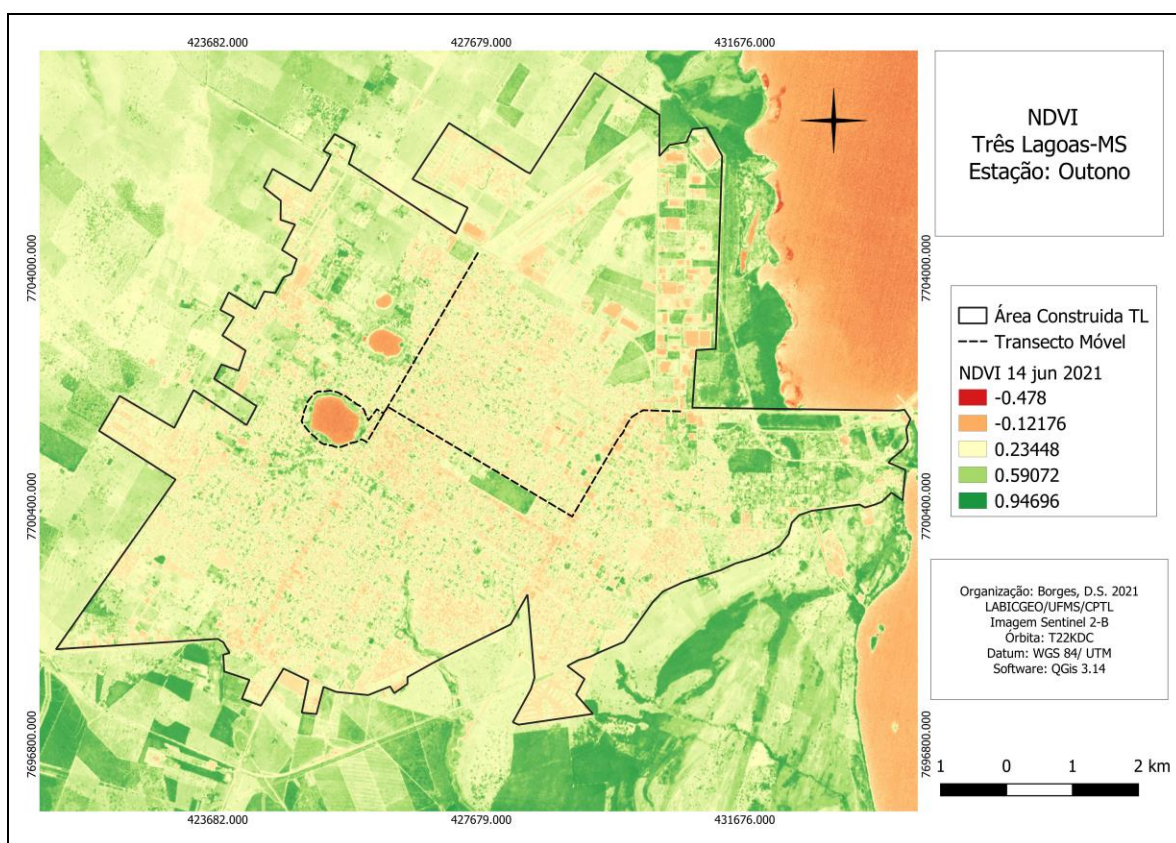 423682.000
427679.000
431676.000
7704000.000
7700400.000
7696800.000
7704000.000
7700400.000
7696800.000
423682.000
427679.000
431676.000
NDVI
Três Lagoas-MS
Estação: Outono
Área Construida TL
Transecto Móvel
NDVI 14 jun 2021
-0.478
-0.12176
0.23448
0.59072
0.94696
Organização: Borges, D.S. 2021
LABICGEO/UFMS/CPTL
Imagem Sentinel 2-B
Órbita: T22KDC
Datum: WGS 84/ UTM
Software: QGis 3.14
1 0 1 2 km